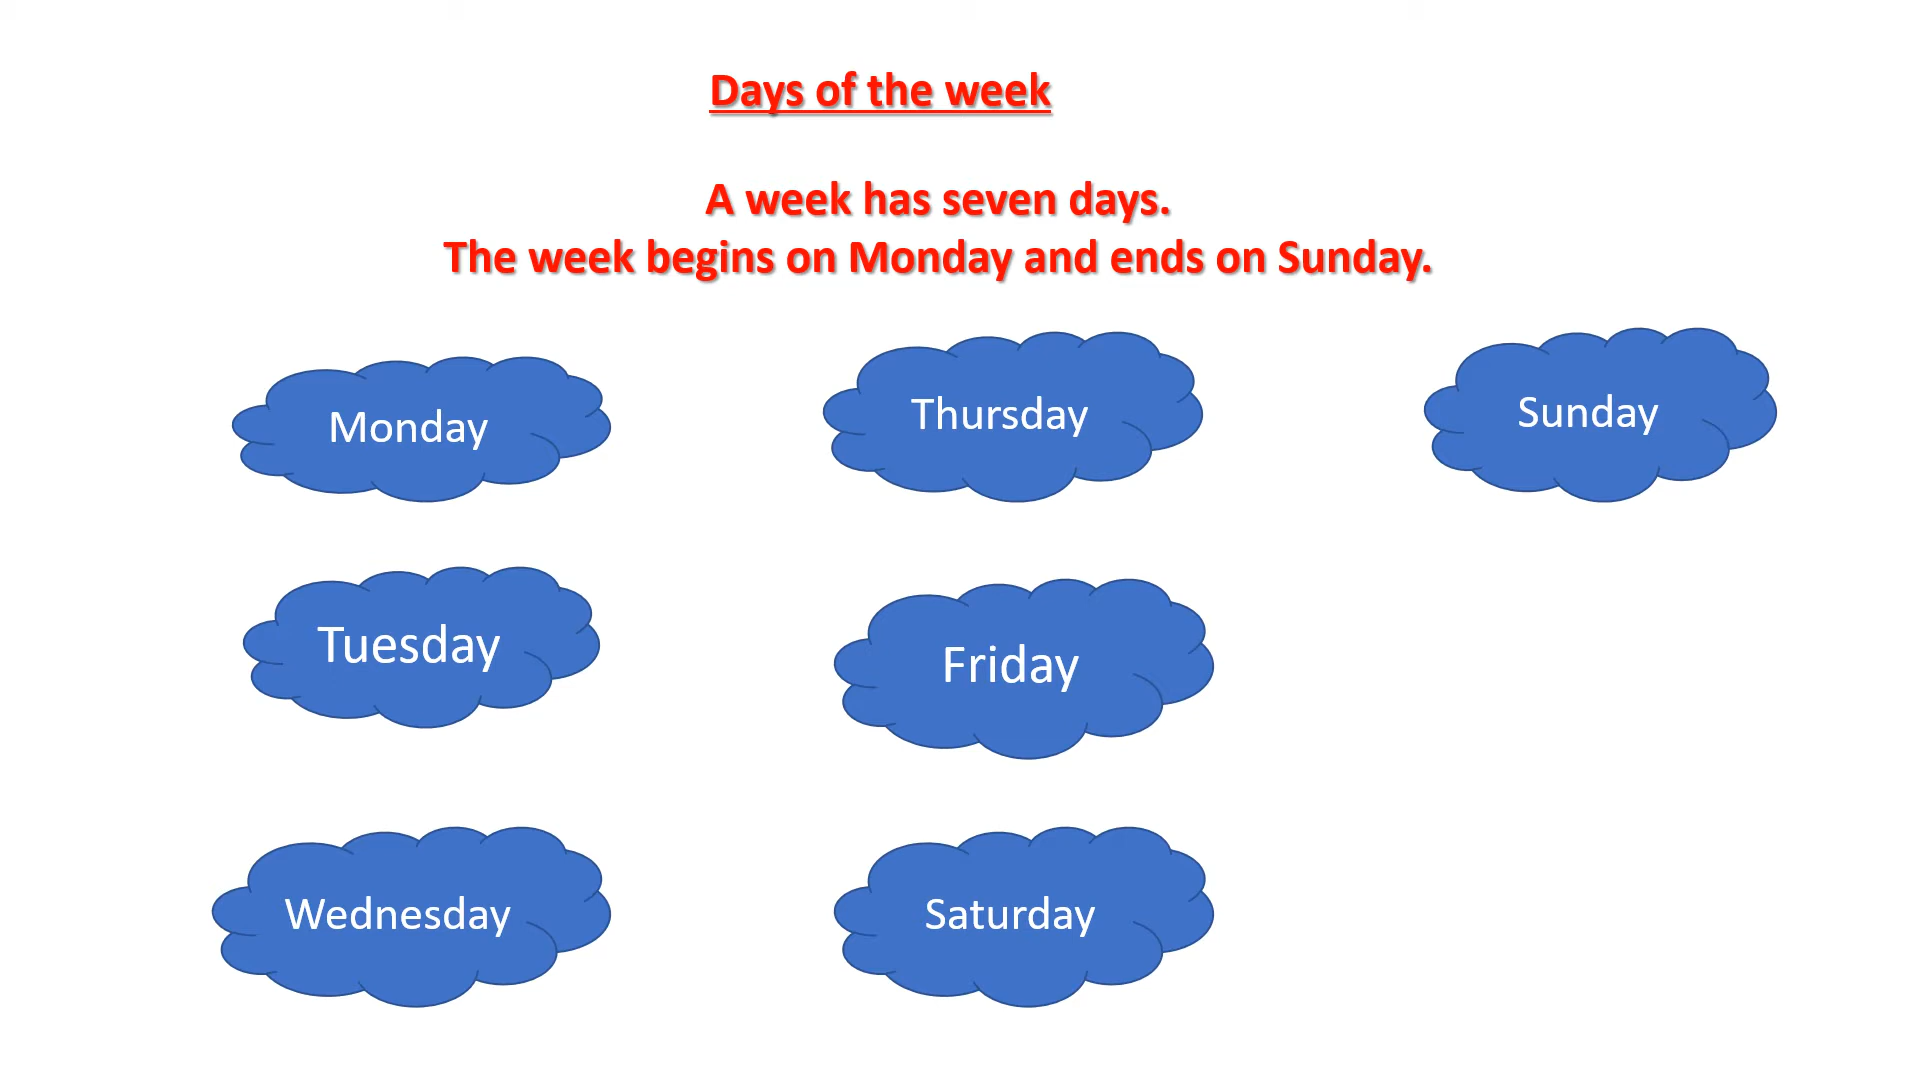 Days of the week
A week has seven days.
The week begins on Monday and ends on Sunday.
Monday
Tuesday
Wednesday
Thursday
Friday
Saturday
Sunday